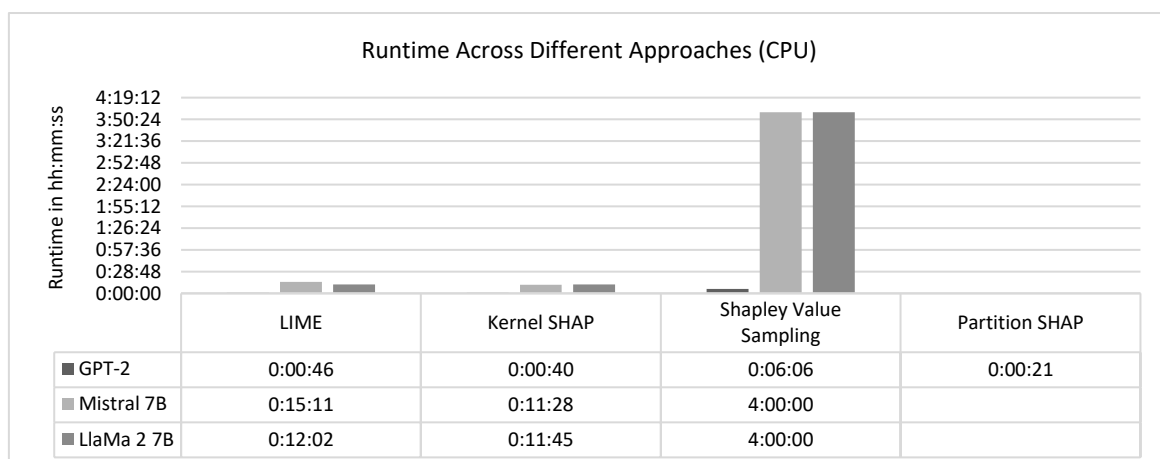 Runtime Across Different Approaches (CPU)
Runtime in hh:mm:ss
4:19:12
3:50:24
3:21:36
2:52:48
2:24:00
1:55:12
1:26:24
0:57:36
0:28:48
0:00:00
LIME Kernel SHAP Shapley Value Sampling Partition SHAP
GPT-2 0:00:46 0:00:40 0:06:06 0:00:21
Mistral 7B 0:15:11 0:11:28 4:00:00
LlaMa 2 7B 0:12:02 0:11:45 4:00:00